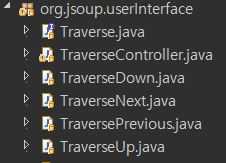 org.jsoup.userInterface
Traverse.java
TraverseController.java
TraverseDown.java
TraverseNext.java
TraversePrevious.java
TraverseUp.java